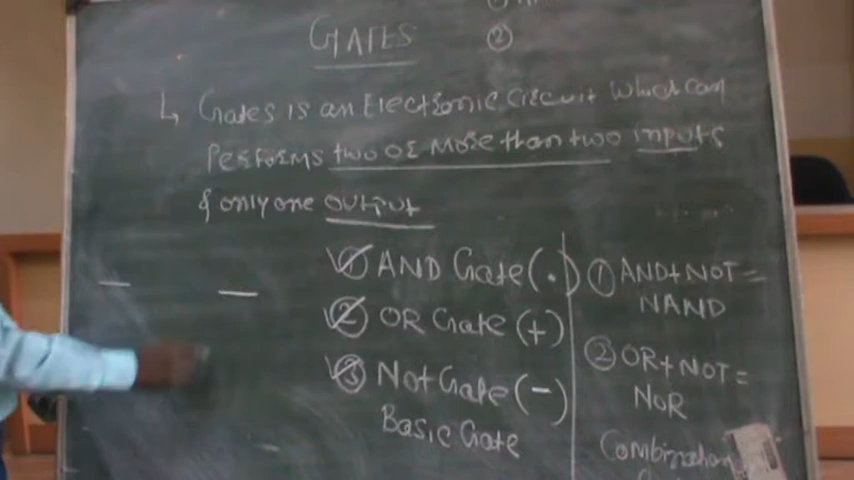 GATES
②
↳ Gates is an Electronic circuit which can
performs two or more than two inputs
& only one output
① AND Gate (.)
② OR Gate (+)
③ Not Gate (-)
Basic Gate
① AND+NOT =
NAND
② OR+NOT =
NOR
Combination